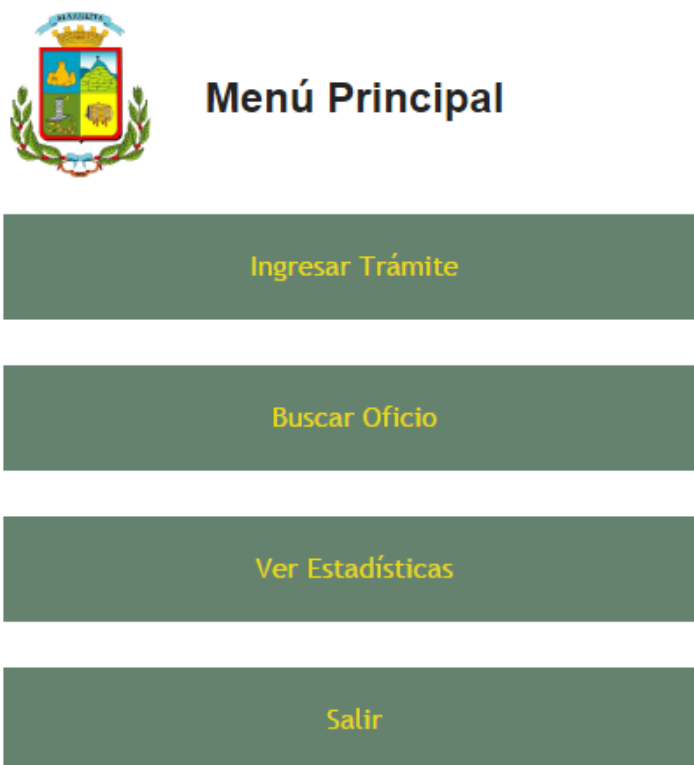 Menú Principal
Ingresar Trámite
Buscar Oficio
Ver Estadísticas
Salir